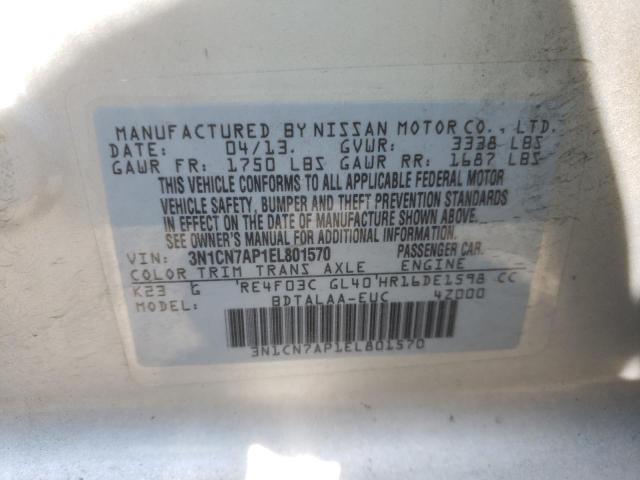 MANUFACTURED BY NISSAN MOTOR CO., LTD.
DATE: 04/13. GVWR: 3338 LBS
GAWR FR: 1750 LBS GAWR RR: 1687 LBS
THIS VEHICLE CONFORMS TO ALL APPLICABLE FEDERAL MOTOR
VEHICLE SAFETY, BUMPER AND THEFT PREVENTION STANDARDS
IN EFFECT ON THE DATE OF MANUFACTURE SHOWN ABOVE.
SEE OWNER'S MANUAL FOR ADDITIONAL INFORMATION.
VIN: 3N1CN7AP1EL801570 PASSENGER CAR
COLOR TRIM TRANS AXLE ENGINE
K23 G RE4F03C GL40 HR16DE1598 CC
MODEL: BDTALAA-EUC 4Z000
3N1CN7AP1EL801570